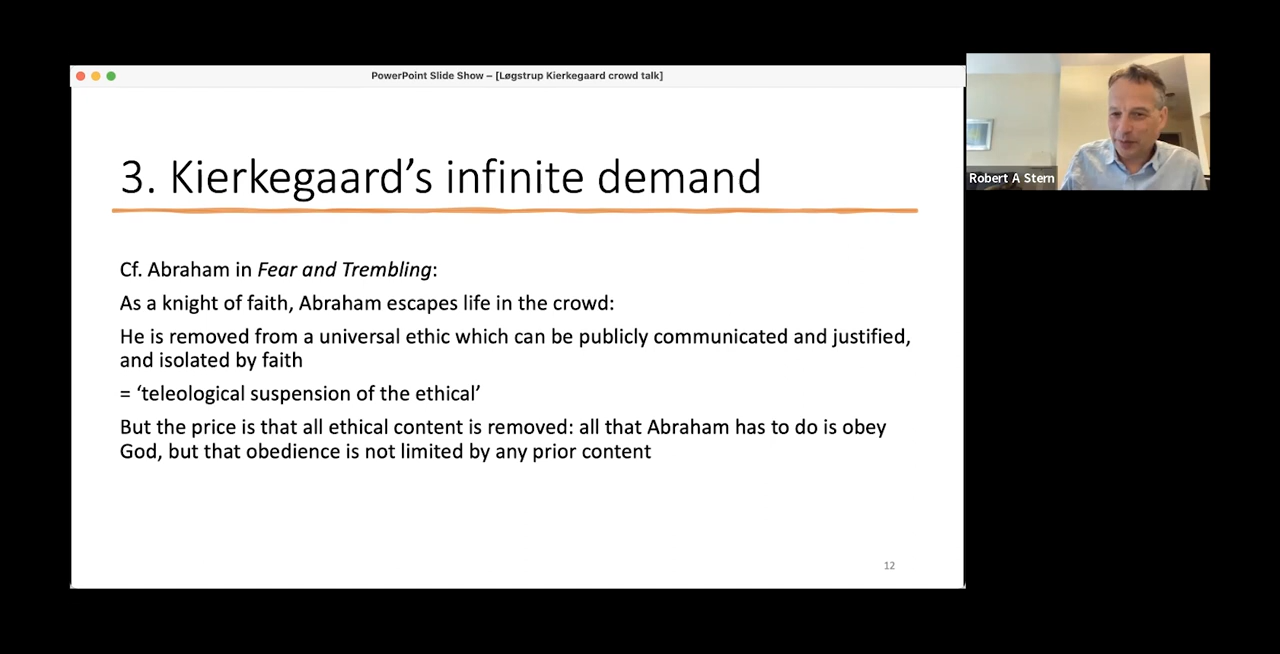 PowerPoint Slide Show – [Løgstrup Kierkegaard crowd talk]
3. Kierkegaard’s infinite demand
Cf. Abraham in Fear and Trembling:
As a knight of faith, Abraham escapes life in the crowd:
He is removed from a universal ethic which can be publicly communicated and justified,
and isolated by faith
= ‘teleological suspension of the ethical’
But the price is that all ethical content is removed: all that Abraham has to do is obey
God, but that obedience is not limited by any prior content
12
Robert A Stern